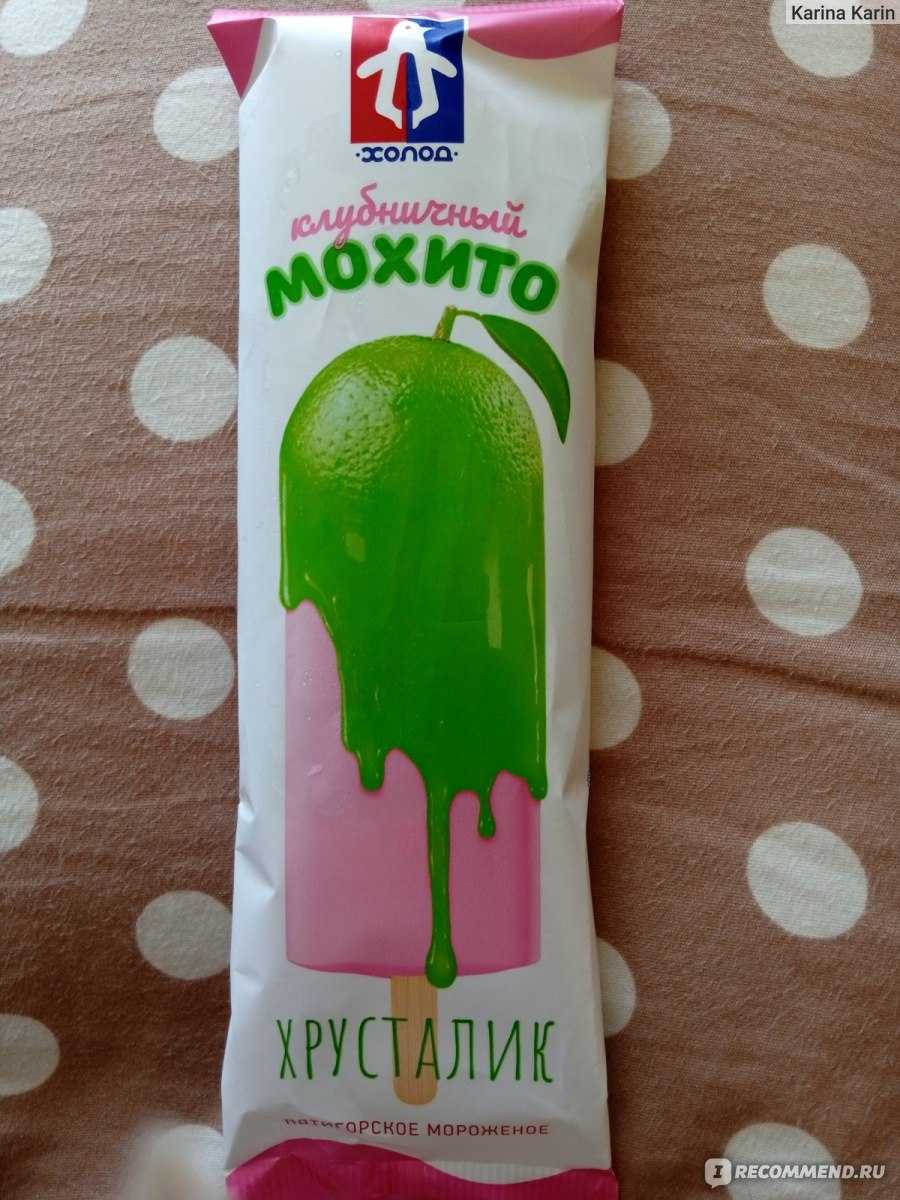 Karina Karin
·ХОЛОД·
клубничный
МОХИТО
ХРУСТАЛИК
ПЯТИГОРСКОЕ МОРОЖЕНОЕ
I RECOMMEND.RU